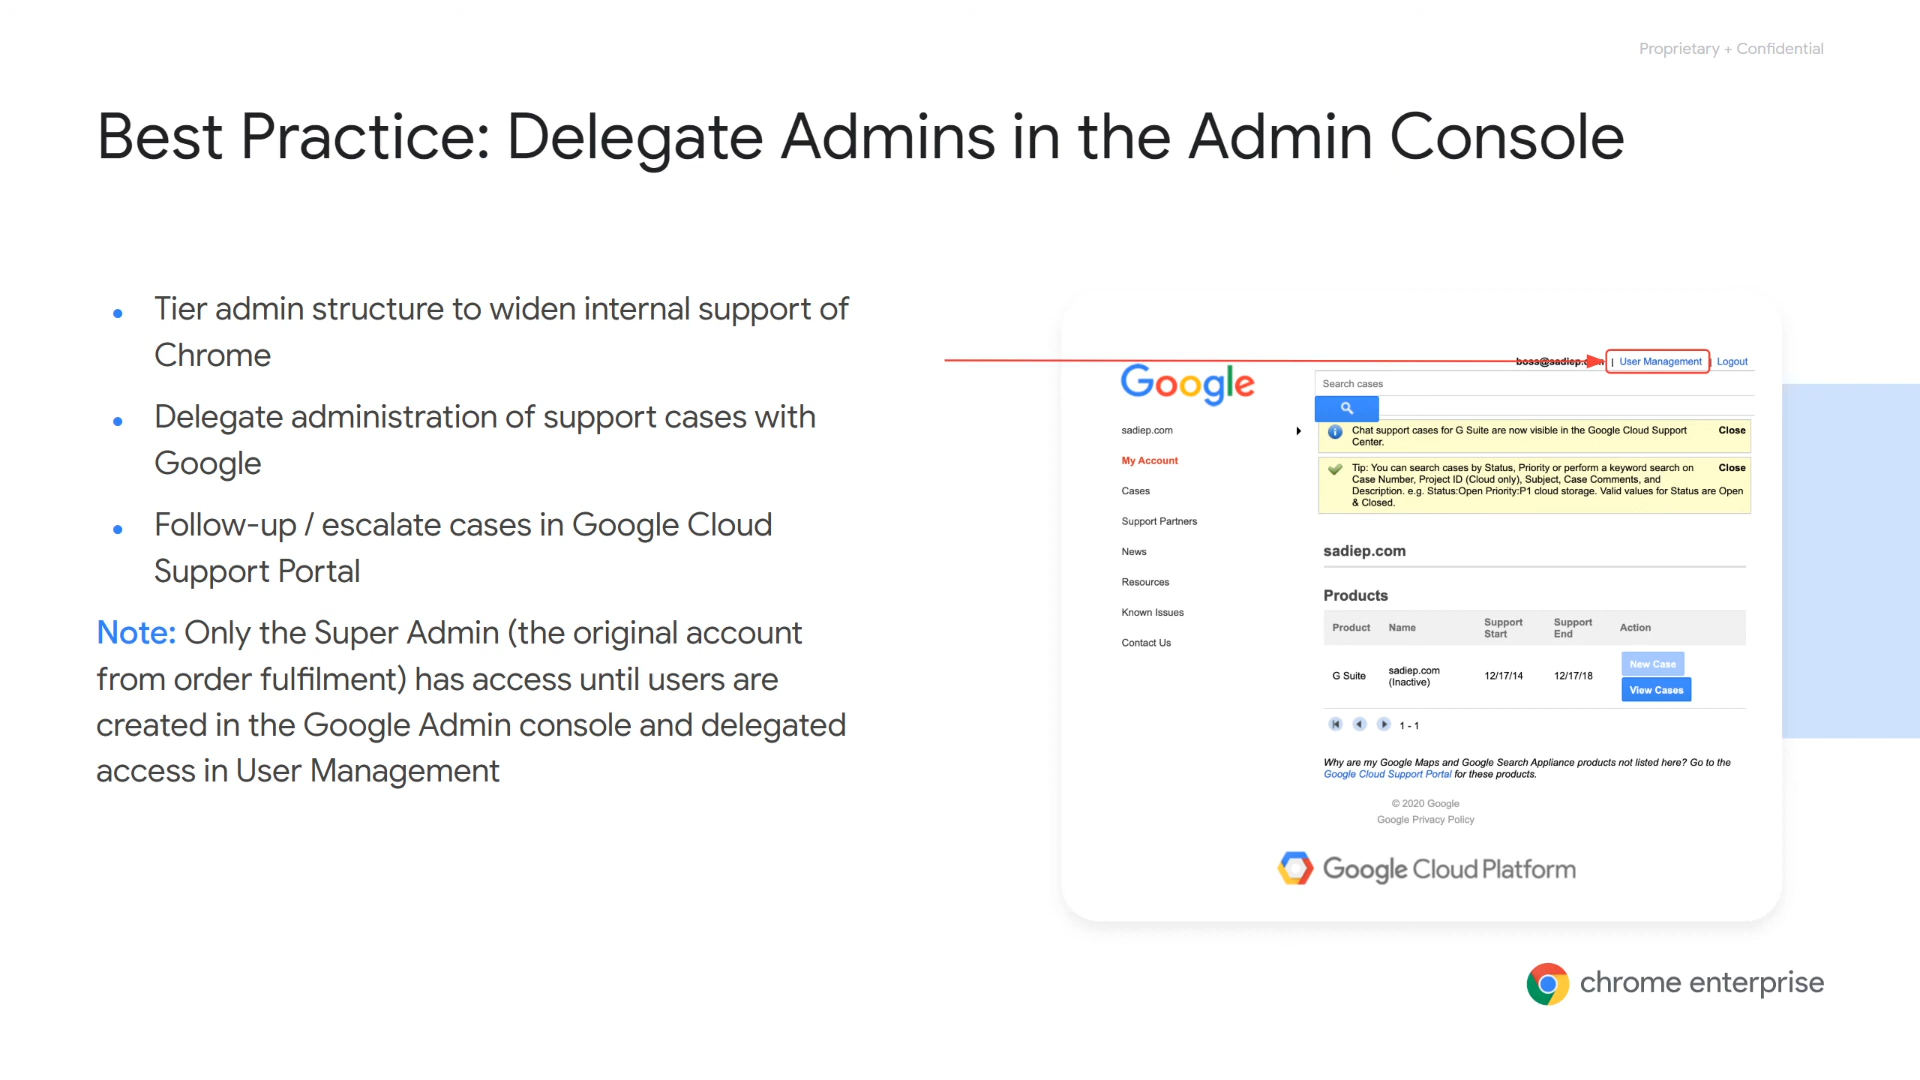 Proprietary + Confidential
Best Practice: Delegate Admins in the Admin Console
Tier admin structure to widen internal support of
Chrome
Delegate administration of support cases with
Google
Follow-up / escalate cases in Google Cloud
Support Portal
Note: Only the Super Admin (the original account
from order fulfilment) has access until users are
created in the Google Admin console and delegated
access in User Management
| User Management | Logout
Google
Search cases
sadiep.com
My Account
Cases
Support Partners
News
Resources
Known Issues
Contact Us
Chat support cases for G Suite are now visible in the Google Cloud Support Close
Center.
Tip: You can search cases by Status, Priority or perform a keyword search on Close
Case Number, Project ID (Cloud only), Subject, Case Comments, and
Description. e.g. Status:Open Priority:P1 cloud storage. Valid values for Status are Open
& Closed.
sadiep.com
Products
Product Name Support Start Support End Action
G Suite sadiep.com (Inactive) 12/17/14 12/17/18 New Case
View Cases
1 - 1
Why are my Google Maps and Google Search Appliance products not listed here? Go to the
Google Cloud Support Portal for these products.
© 2020 Google
Google Privacy Policy
Google Cloud Platform
chrome enterprise